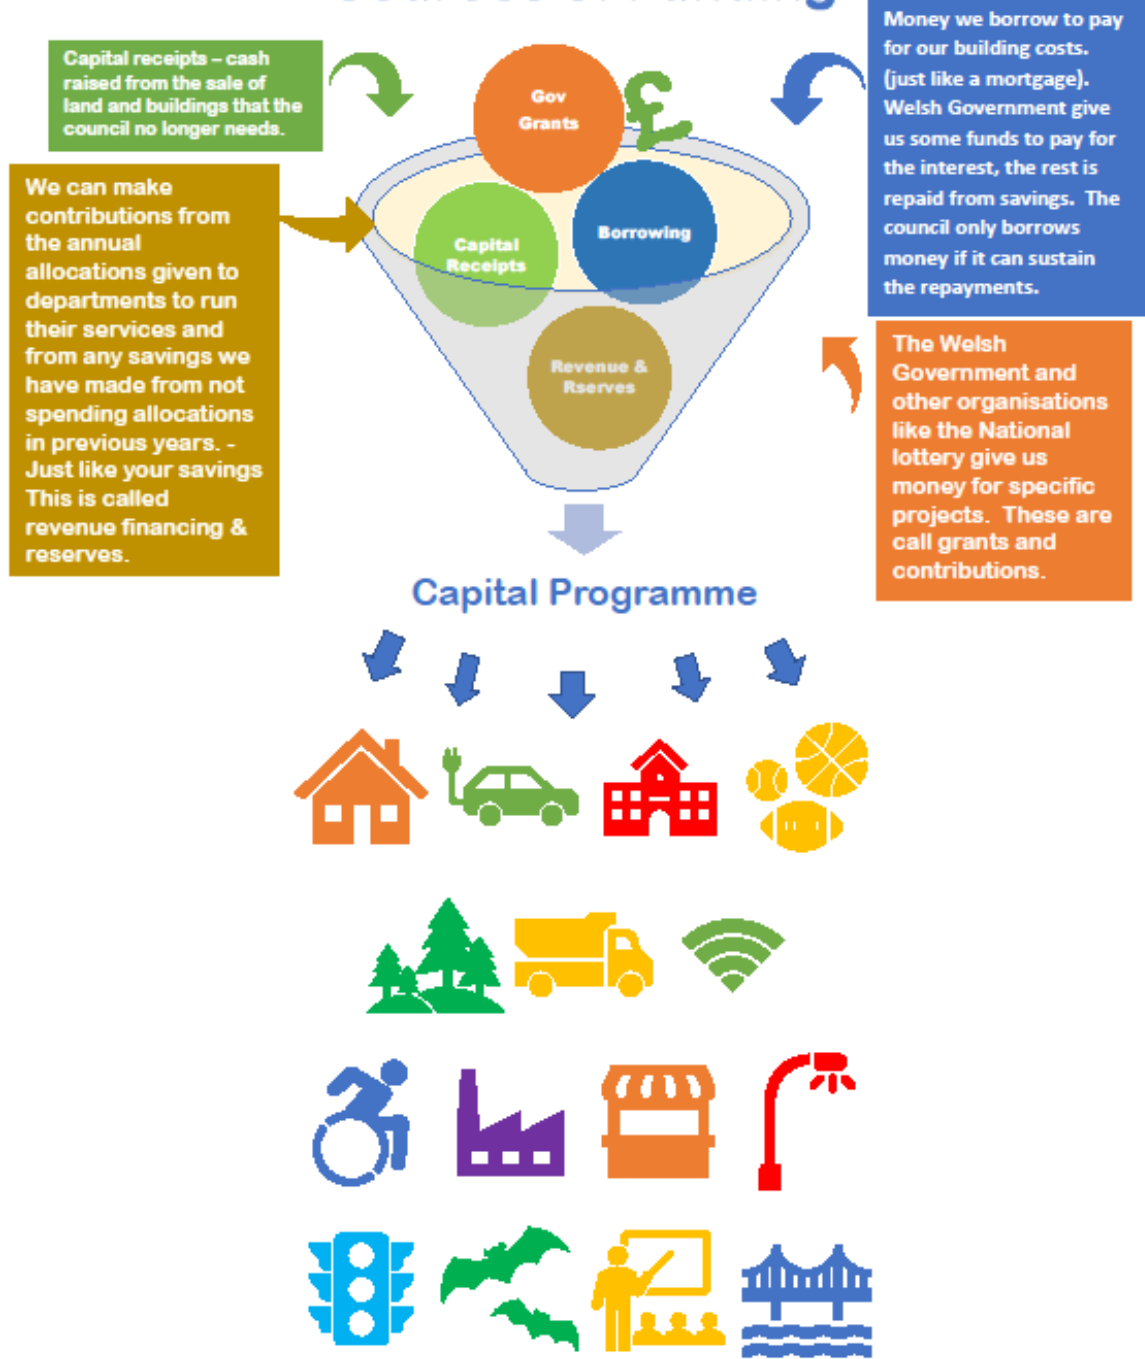 Capital receipts – cash
raised from the sale of
land and buildings that the
council no longer needs.
We can make
contributions from
the annual
allocations given to
departments to run
their services and
from any savings we
have made from not
spending allocations
in previous years. -
Just like your savings
This is called
revenue financing &
reserves.
Gov
Grants
£
Capital
Receipts
Borrowing
Revenue &
Rserves
Money we borrow to pay
for our building costs.
(just like a mortgage).
Welsh Government give
us some funds to pay for
the interest, the rest is
repaid from savings. The
council only borrows
money if it can sustain
the repayments.
The Welsh
Government and
other organisations
like the National
lottery give us
money for specific
projects. These are
call grants and
contributions.
Capital Programme